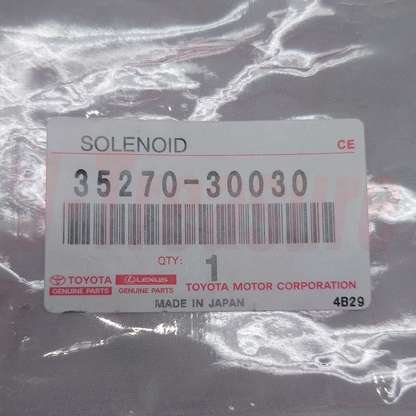 SOLENOID CE
35270-30030
QTY: 1
TOYOTA LEXUS
GENUINE PARTS GENUINE PARTS TOYOTA MOTOR CORPORATION
MADE IN JAPAN 4B29